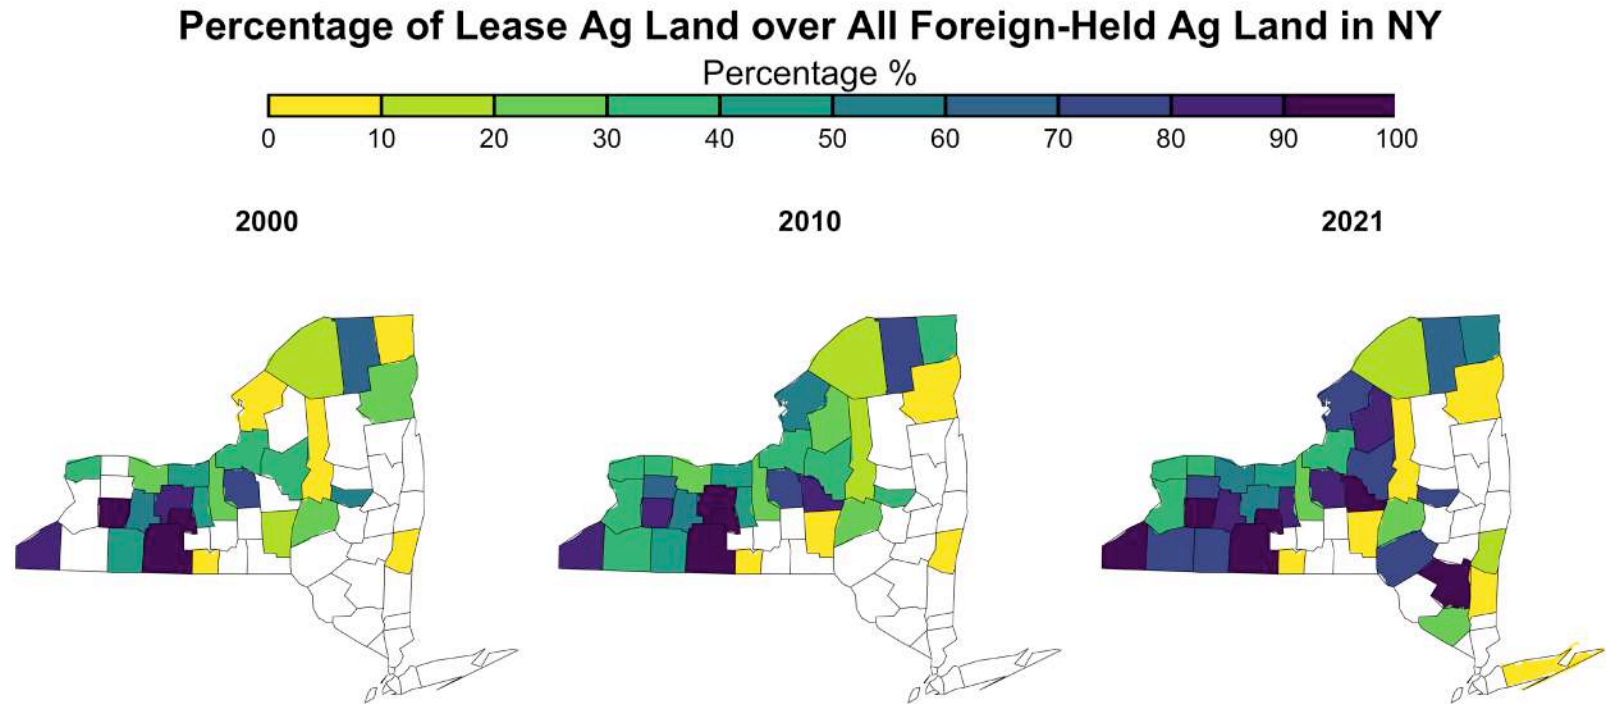 Percentage of Lease Ag Land over All Foreign-Held Ag Land in NY
Percentage %
0 10 20 30 40 50 60 70 80 90 100
2000 2010 2021